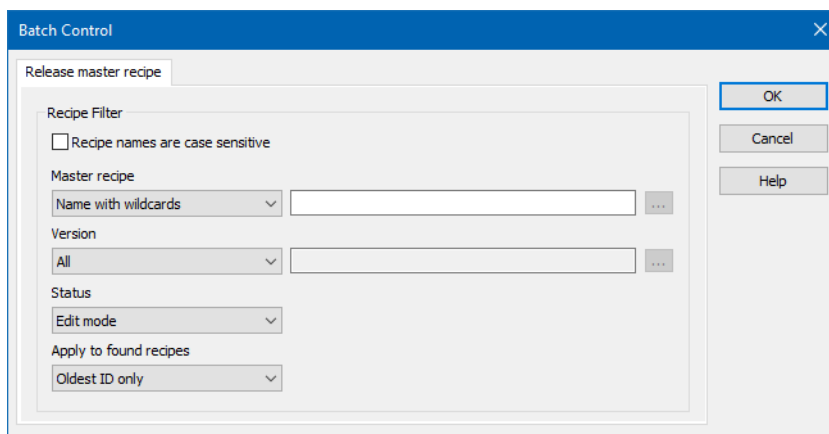 Batch Control
Release master recipe
Recipe Filter
Recipe names are case sensitive
Master recipe
Name with wildcards
...
Version
All
...
Status
Edit mode
Apply to found recipes
Oldest ID only
OK
Cancel
Help